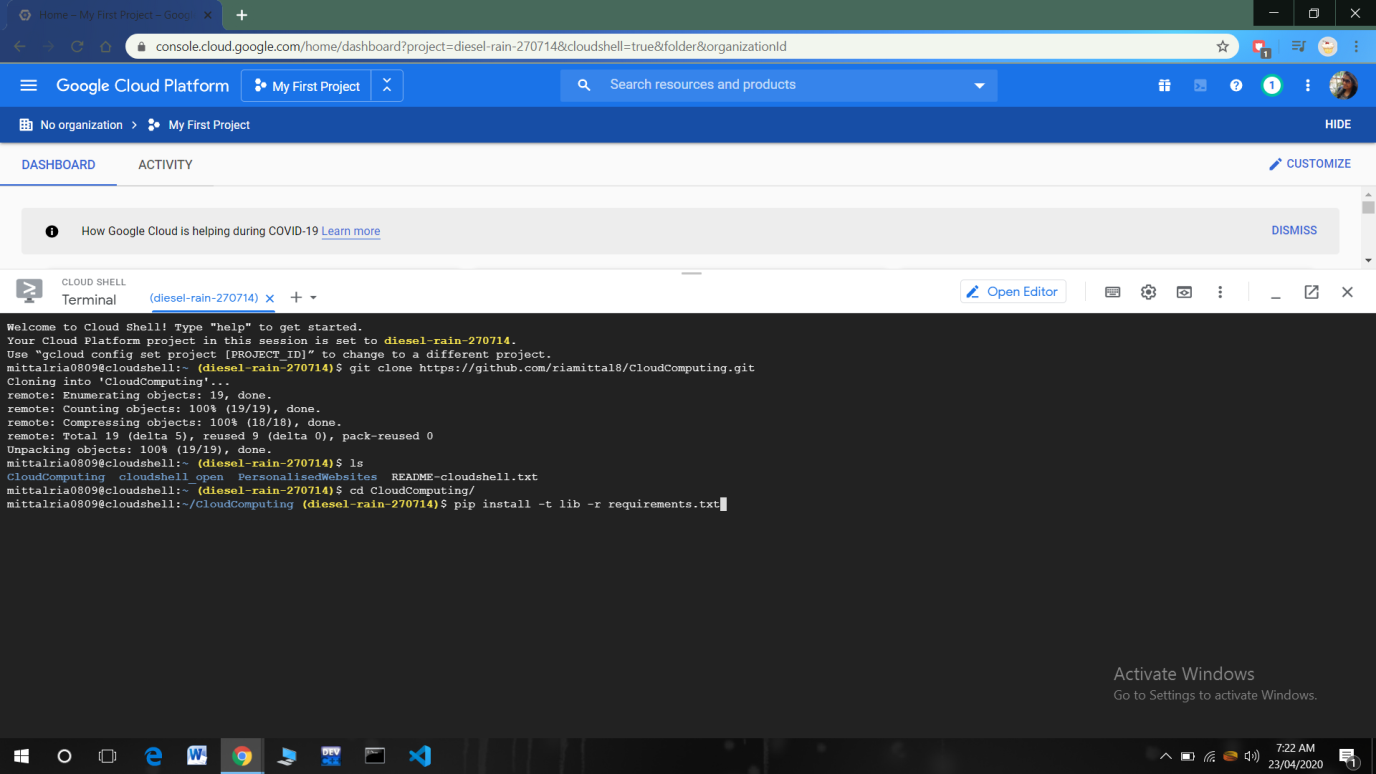 Home – My First Project – Googl
console.cloud.google.com/home/dashboard?project=diesel-rain-270714&cloudshell=true&folder&organizationId
1
Google Cloud Platform
My First Project
Search resources and products
1
No organization
My First Project
HIDE
DASHBOARD
ACTIVITY
CUSTOMIZE
How Google Cloud is helping during COVID-19 Learn more
DISMISS
CLOUD SHELL
Terminal
(diesel-rain-270714)
Open Editor
Welcome to Cloud Shell! Type "help" to get started.
Your Cloud Platform project in this session is set to diesel-rain-270714.
Use “gcloud config set project [PROJECT_ID]” to change to a different project.
mittalria0809@cloudshell:~ (diesel-rain-270714)$ git clone https://github.com/riamittal8/CloudComputing.git
Cloning into 'CloudComputing'...
remote: Enumerating objects: 19, done.
remote: Counting objects: 100% (19/19), done.
remote: Compressing objects: 100% (18/18), done.
remote: Total 19 (delta 5), reused 9 (delta 0), pack-reused 0
Unpacking objects: 100% (19/19), done.
mittalria0809@cloudshell:~ (diesel-rain-270714)$ ls
CloudComputing cloudshell_open PersonalisedWebsites README-cloudshell.txt
mittalria0809@cloudshell:~ (diesel-rain-270714)$ cd CloudComputing/
mittalria0809@cloudshell:~/CloudComputing (diesel-rain-270714)$ pip install -t lib -r requirements.txt
Activate Windows
Go to Settings to activate Windows.
DEV
7:22 AM
23/04/2020
1